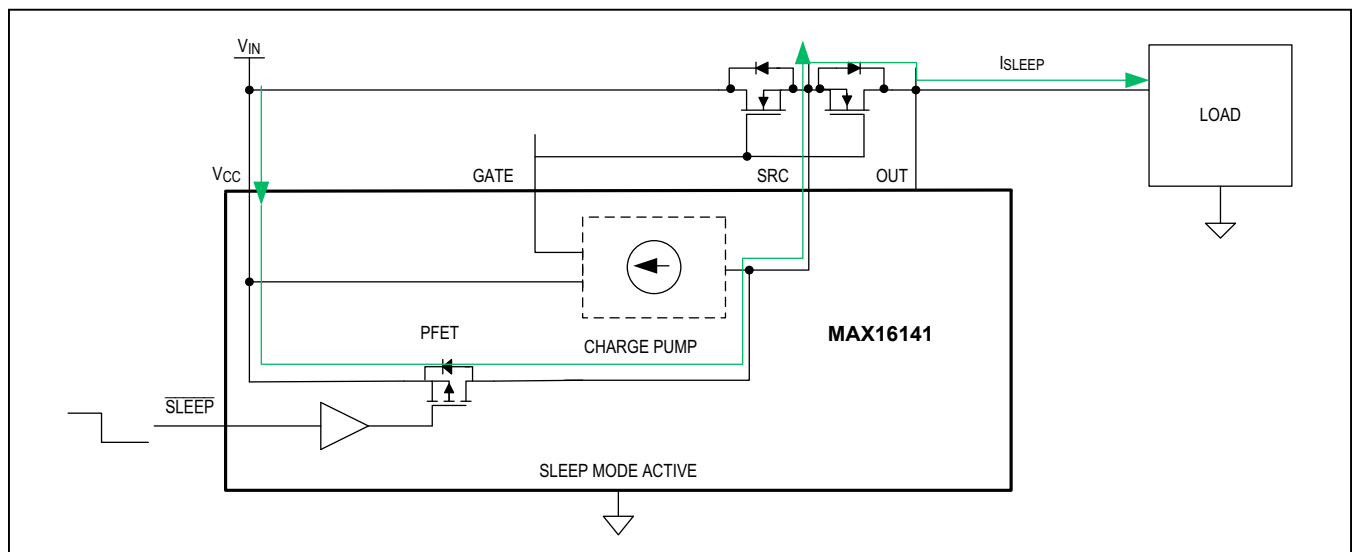 VIN
ISLEEP
LOAD
VCC
GATE
SRC
OUT
MAX16141
PFET
CHARGE PUMP
SLEEP
SLEEP MODE ACTIVE